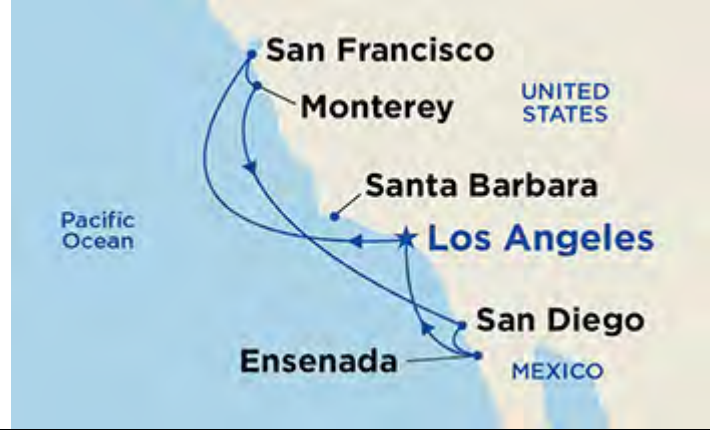 San Francisco
UNITED
STATES
Monterey
Santa Barbara
Pacific
Ocean
Los Angeles
San Diego
Ensenada
MEXICO